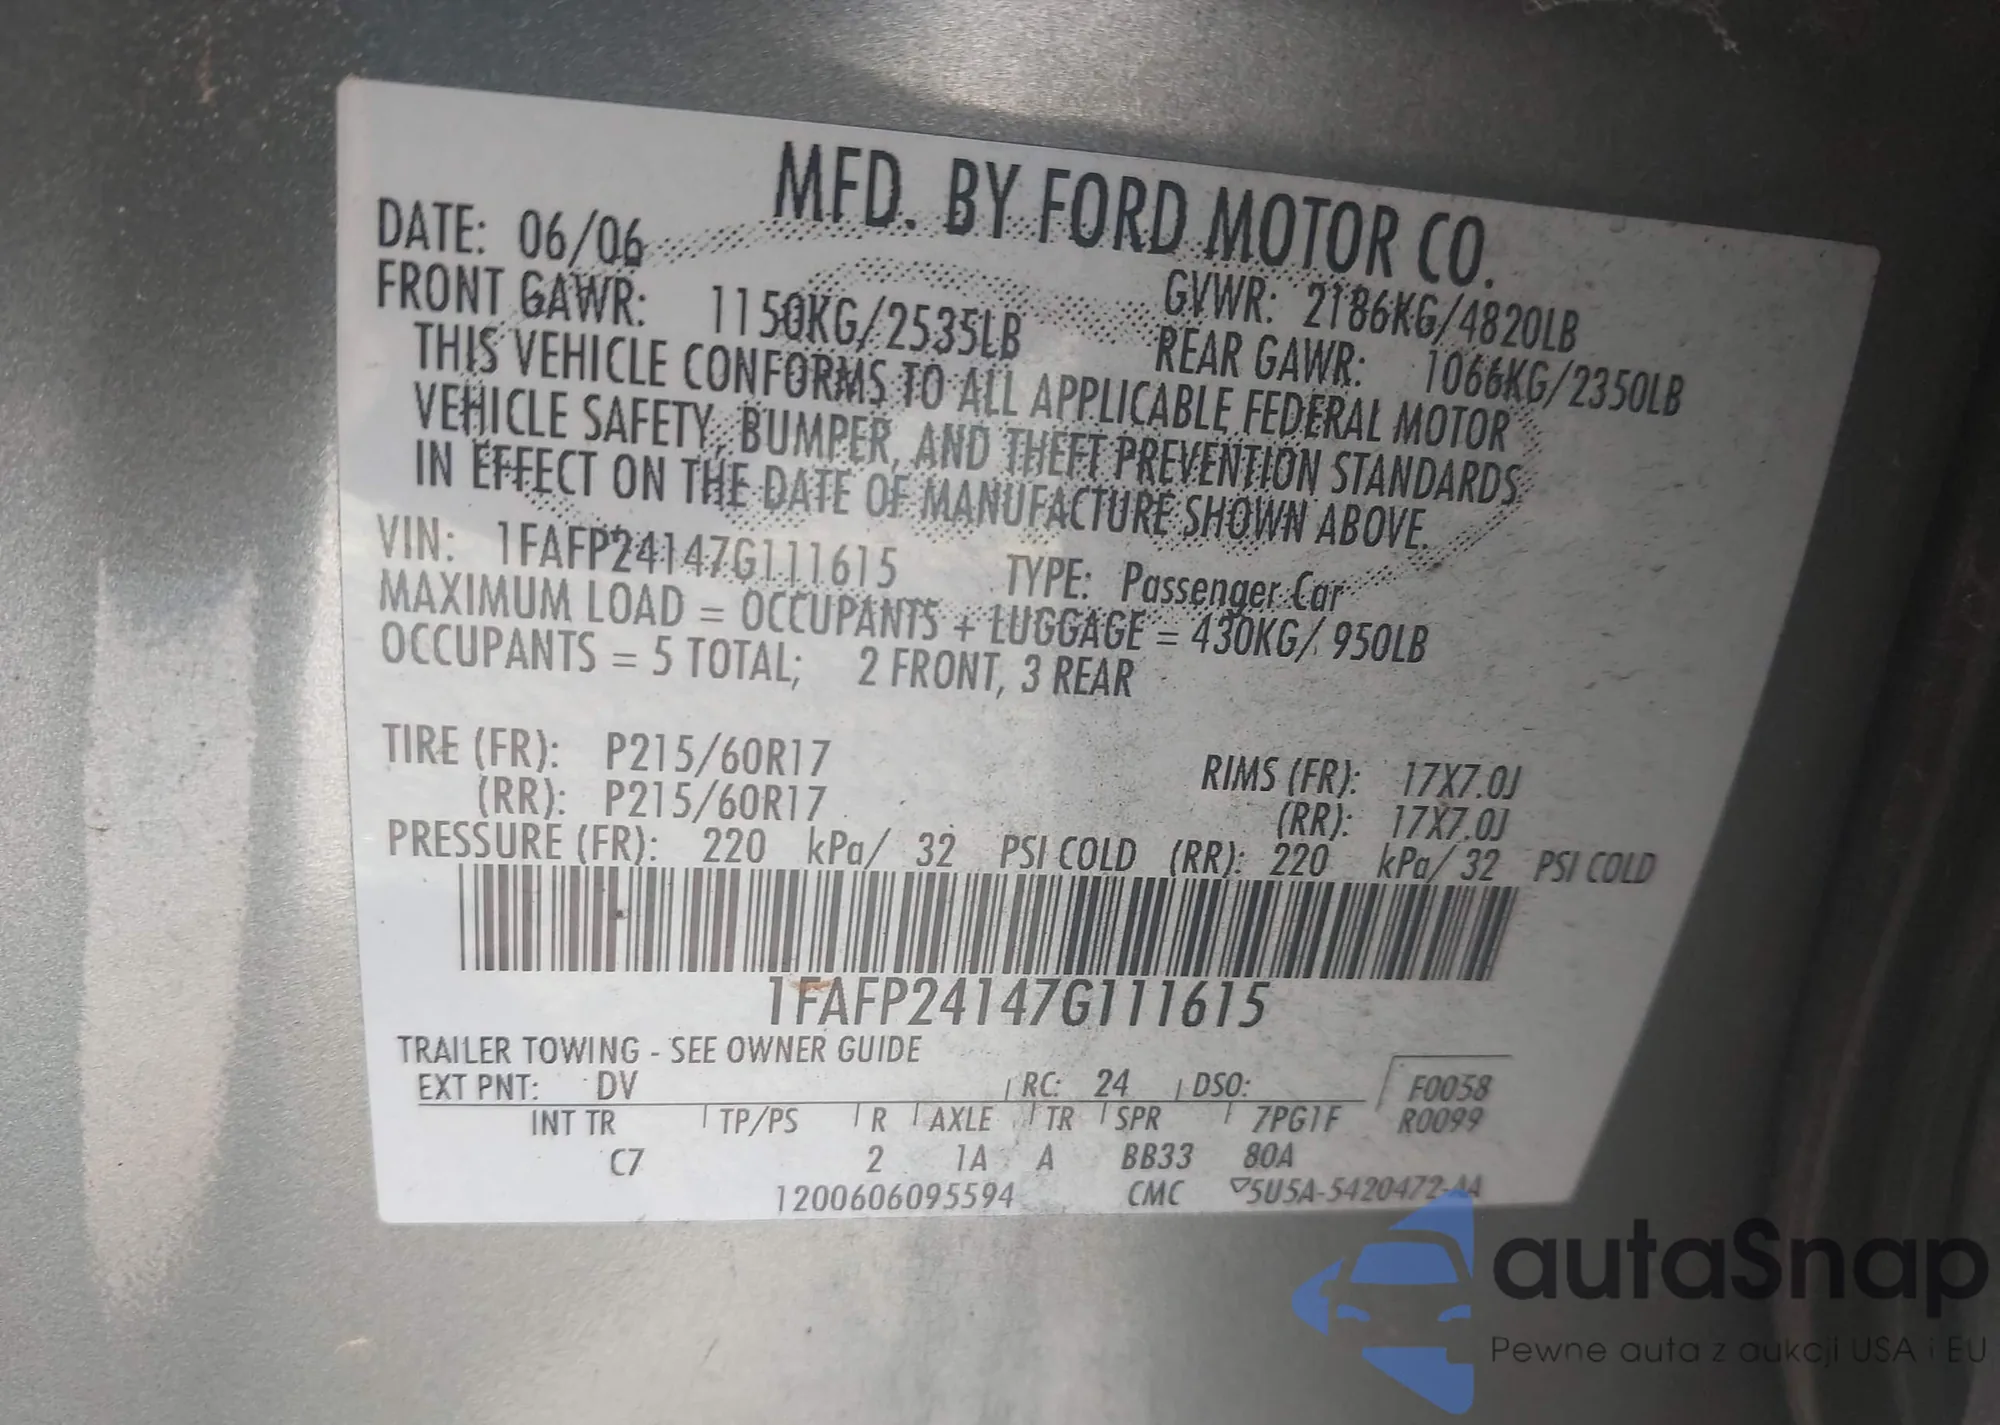 MFD. BY FORD MOTOR CO.
DATE: 06/06
GVWR: 2186KG/4820LB
FRONT GAWR: 1150KG/2535LB
REAR GAWR: 1066KG/2350LB
THIS VEHICLE CONFORMS TO ALL APPLICABLE FEDERAL MOTOR
VEHICLE SAFETY, BUMPER, AND THEFT PREVENTION STANDARDS
IN EFFECT ON THE DATE OF MANUFACTURE SHOWN ABOVE.
VIN: 1FAFP24147G111615 TYPE: Passenger Car
MAXIMUM LOAD = OCCUPANTS + LUGGAGE = 430KG/ 950LB
OCCUPANTS = 5 TOTAL; 2 FRONT, 3 REAR
TIRE (FR): P215/60R17 RIMS (FR): 17X7.0J
(RR): P215/60R17 (RR): 17X7.0J
PRESSURE (FR): 220 kPa/ 32 PSI COLD (RR): 220 kPa/ 32 PSI COLD
1FAFP24147G111615
TRAILER TOWING - SEE OWNER GUIDE
EXT PNT: DV RC: 24 DSO: F0058
INT TR TP/PS R AXLE TR SPR 7PG1F R0099
C7 2 1A A BB33 80A
1200606095594 CMC ▽5U5A-5420472-AA
autaSnap
Pewne auta z aukcji USA i EU